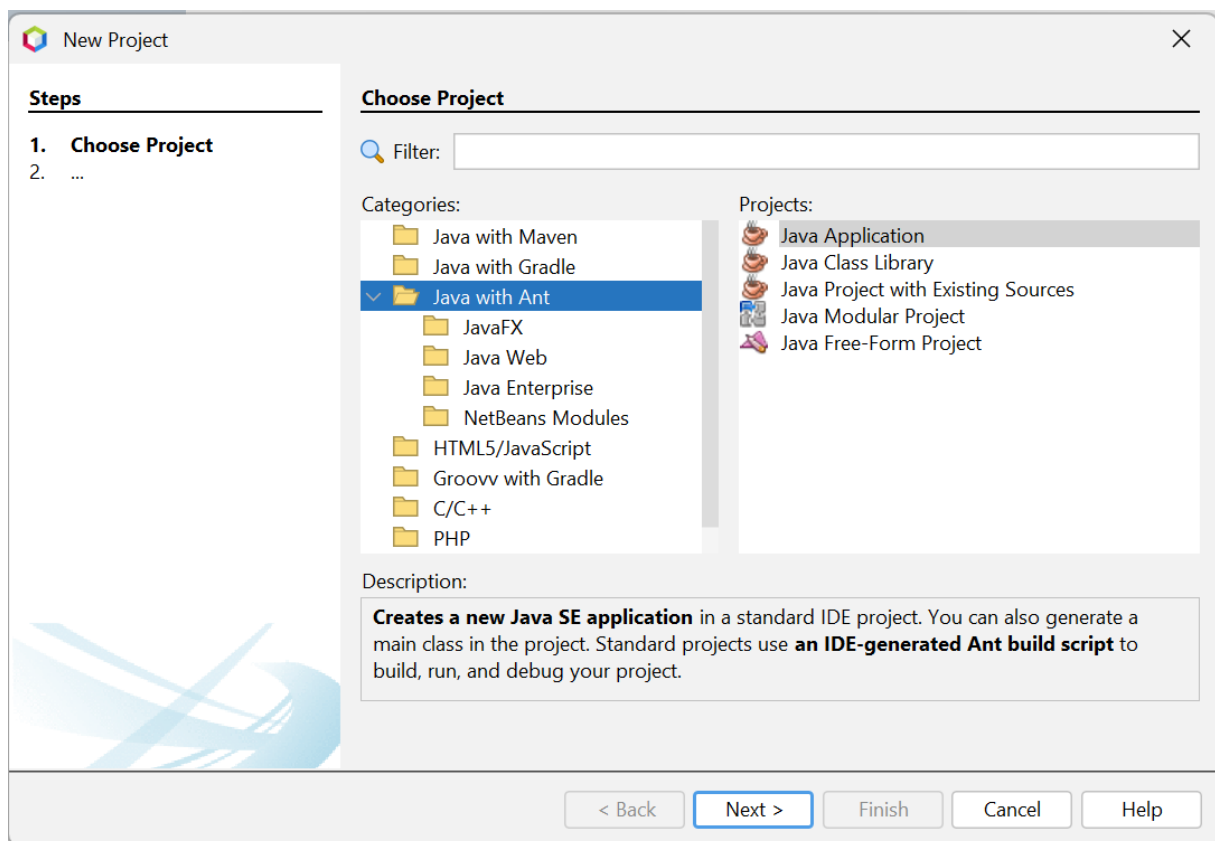 New Project
Steps
1. Choose Project
2. ...
Choose Project
Filter:
Categories:
Java with Maven
Java with Gradle
Java with Ant
JavaFX
Java Web
Java Enterprise
NetBeans Modules
HTML5/JavaScript
Groovy with Gradle
C/C++
PHP
Projects:
Java Application
Java Class Library
Java Project with Existing Sources
Java Modular Project
Java Free-Form Project
Description:
Creates a new Java SE application in a standard IDE project. You can also generate a
main class in the project. Standard projects use an IDE-generated Ant build script to
build, run, and debug your project.
< Back
Next >
Finish
Cancel
Help